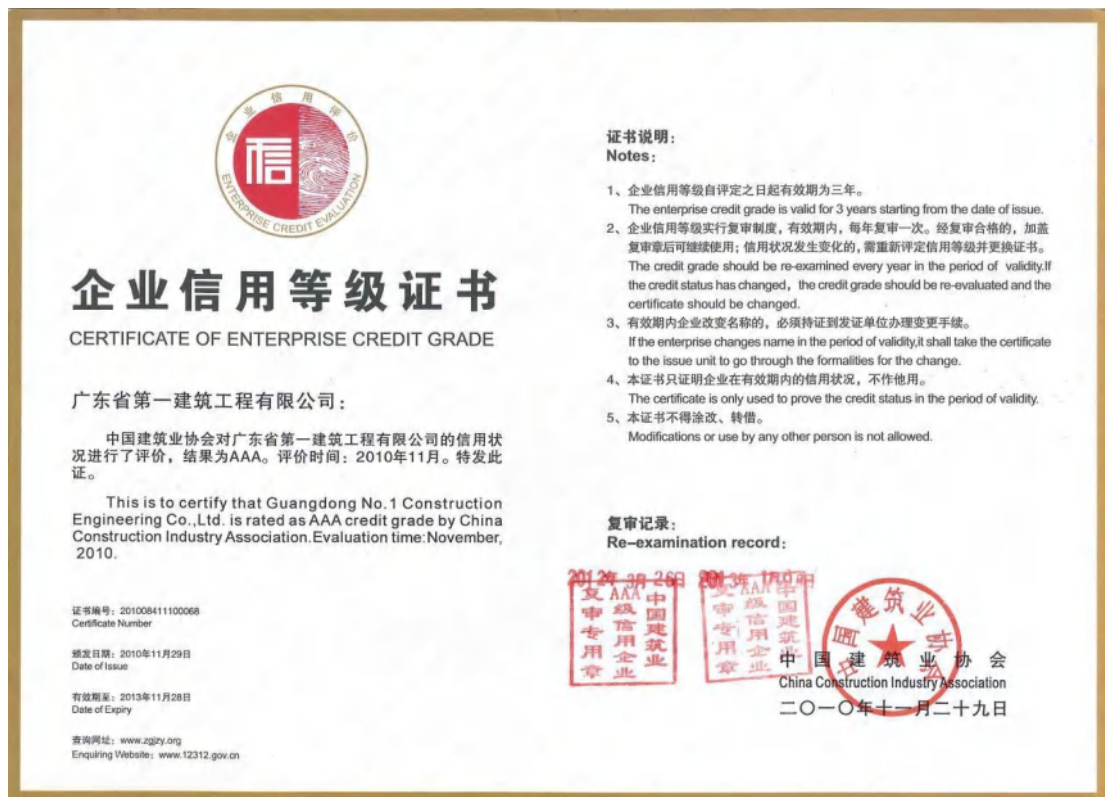 企业信用评价
信
ENTERPRISE CREDIT EVALUATION
企业信用等级证书
CERTIFICATE OF ENTERPRISE CREDIT GRADE
广东省第一建筑工程有限公司：
中国建筑业协会对广东省第一建筑工程有限公司的信用状
况进行了评价，结果为AAA。评价时间：2010年11月。特发此
证。
This is to certify that Guangdong No.1 Construction
Engineering Co.,Ltd. is rated as AAA credit grade by China
Construction Industry Association.Evaluation time:November,
2010.
证书编号：201008411100068
Certificate Number
颁发日期：2010年11月29日
Date of Issue
有效期至：2013年11月28日
Date of Expiry
查询网址：www.zgjzy.org
Enquiring Website：www.12312.gov.cn
证书说明：
Notes：
1、企业信用等级自评定之日起有效期为三年。
The enterprise credit grade is valid for 3 years starting from the date of issue.
2、企业信用等级实行复审制度，有效期内，每年复审一次。经复审合格的，加盖
复审章后可继续使用；信用状况发生变化的，需重新评定信用等级并更换证书。
The credit grade should be re-examined every year in the period of validity.If
the credit status has changed，the credit grade should be re-evaluated and the
certificate should be changed.
3、有效期内企业改变名称的，必须持证到发证单位办理变更手续。
If the enterprise changes name in the period of validity,it shall take the certificate
to the issue unit to go through the formalities for the change.
4、本证书只证明企业在有效期内的信用状况，不作他用。
The certificate is only used to prove the credit status in the period of validity.
5、本证书不得涂改、转借。
Modifications or use by any other person is not allowed.
复审记录：
Re-examination record：
2012年 3月 26日
中国建筑业
AAA级信用企业
复审专用章
中国建筑业
AAA级信用企业
复审专用章
中国建筑业协会
中国建筑业协会
China Construction Industry Association
二〇一〇年十一月二十九日